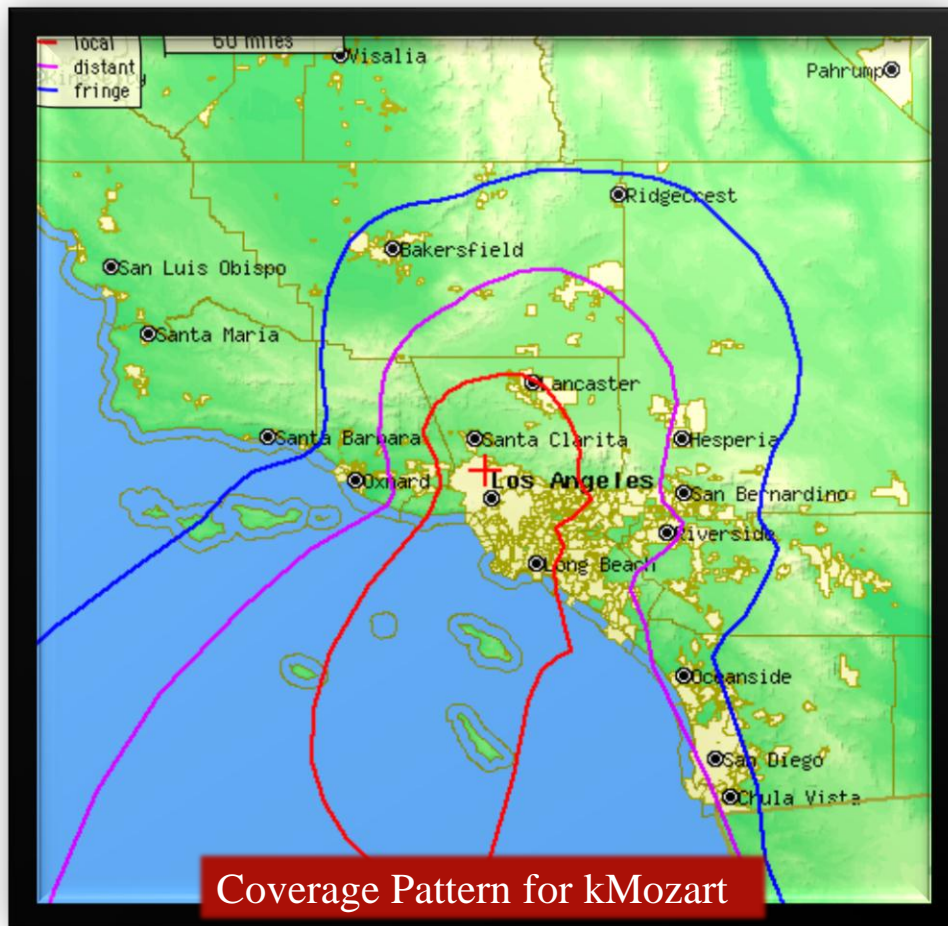 local
60 miles
distant
fringe
Visalia
Pahrump
Ridgecrest
Bakersfield
San Luis Obispo
Santa Maria
Lancaster
Santa Barbara
Santa Clarita
Hesperia
Oxnard
Los Angeles
San Bernardino
Riverside
Long Beach
Oceanside
San Diego
Chula Vista
Coverage Pattern for kMozart